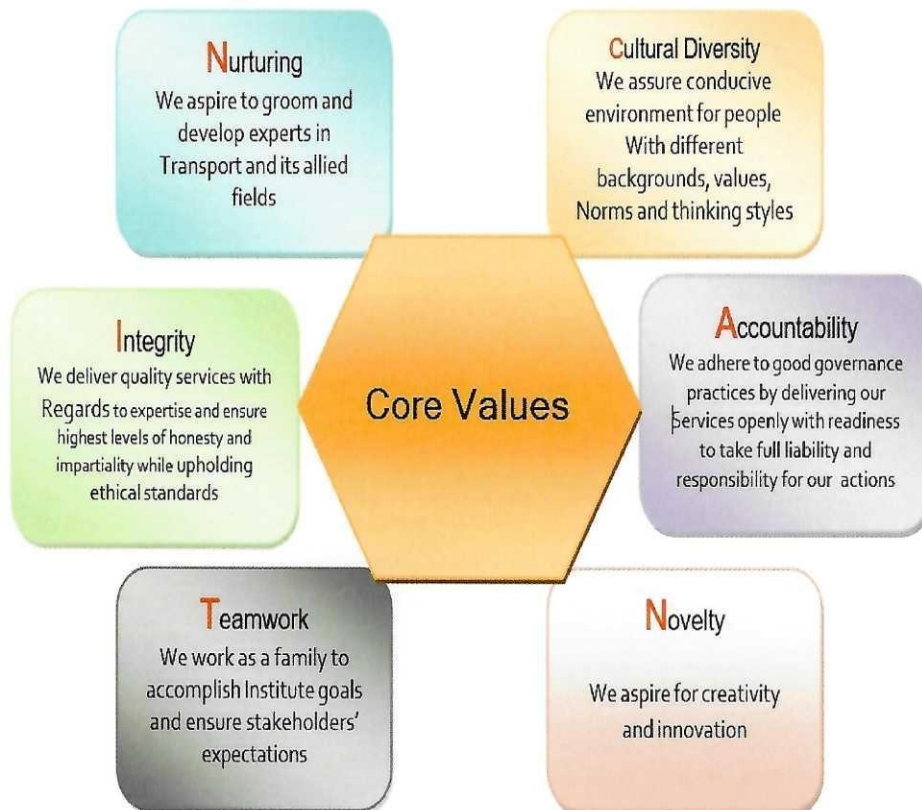 Nurturing
We aspire to groom and
develop experts in
Transport and its allied
fields
Cultural Diversity
We assure conducive
environment for people
With different
backgrounds, values,
Norms and thinking styles
Integrity
We deliver quality services with
Regards to expertise and ensure
highest levels of honesty and
impartiality while upholding
ethical standards
Core Values
Accountability
We adhere to good governance
practices by delivering our
Services openly with readiness
to take full liability and
responsibility for our actions
Teamwork
We work as a family to
accomplish Institute goals
and ensure stakeholders'
expectations
Novelty
We aspire for creativity
and innovation